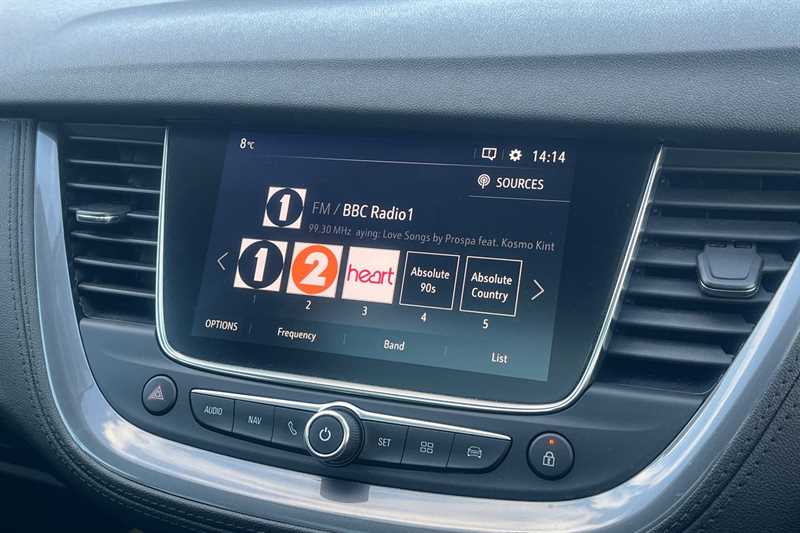 8°C
14:14
SOURCES
1
FM / BBC Radio1
99.30 MHz aying: Love Songs by Prospa feat. Kosmo Kint
1 2 heart Absolute 90s Absolute Country
1 2 3 4 5
OPTIONS Frequency Band List
AUDIO NAV SET